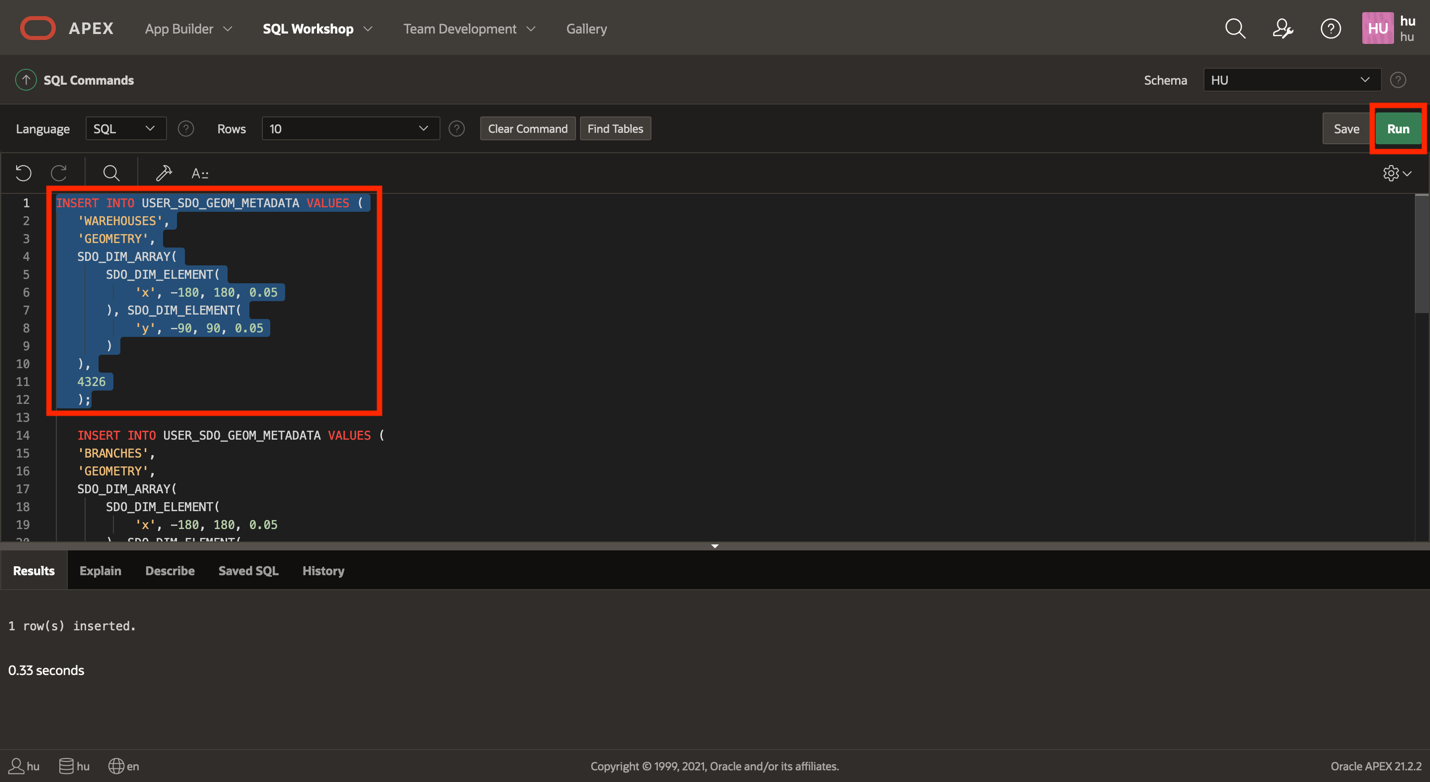 APEX App Builder SQL Workshop Team Development Gallery HU hu
hu
SQL Commands Schema HU
Language SQL Rows 10 Clear Command Find Tables Save Run
A::
1 INSERT INTO USER_SDO_GEOM_METADATA VALUES (
2 'WAREHOUSES',
3 'GEOMETRY',
4 SDO_DIM_ARRAY(
5 SDO_DIM_ELEMENT(
6 'x', -180, 180, 0.05
7 ), SDO_DIM_ELEMENT(
8 'y', -90, 90, 0.05
9 )
10 ),
11 4326
12 );
13
14 INSERT INTO USER_SDO_GEOM_METADATA VALUES (
15 'BRANCHES',
16 'GEOMETRY',
17 SDO_DIM_ARRAY(
18 SDO_DIM_ELEMENT(
19 'x', -180, 180, 0.05
20 ), SDO_DIM_ELEMENT(
Results Explain Describe Saved SQL History
1 row(s) inserted.
0.33 seconds
hu hu en Copyright © 1999, 2021, Oracle and/or its affiliates. Oracle APEX 21.2.2